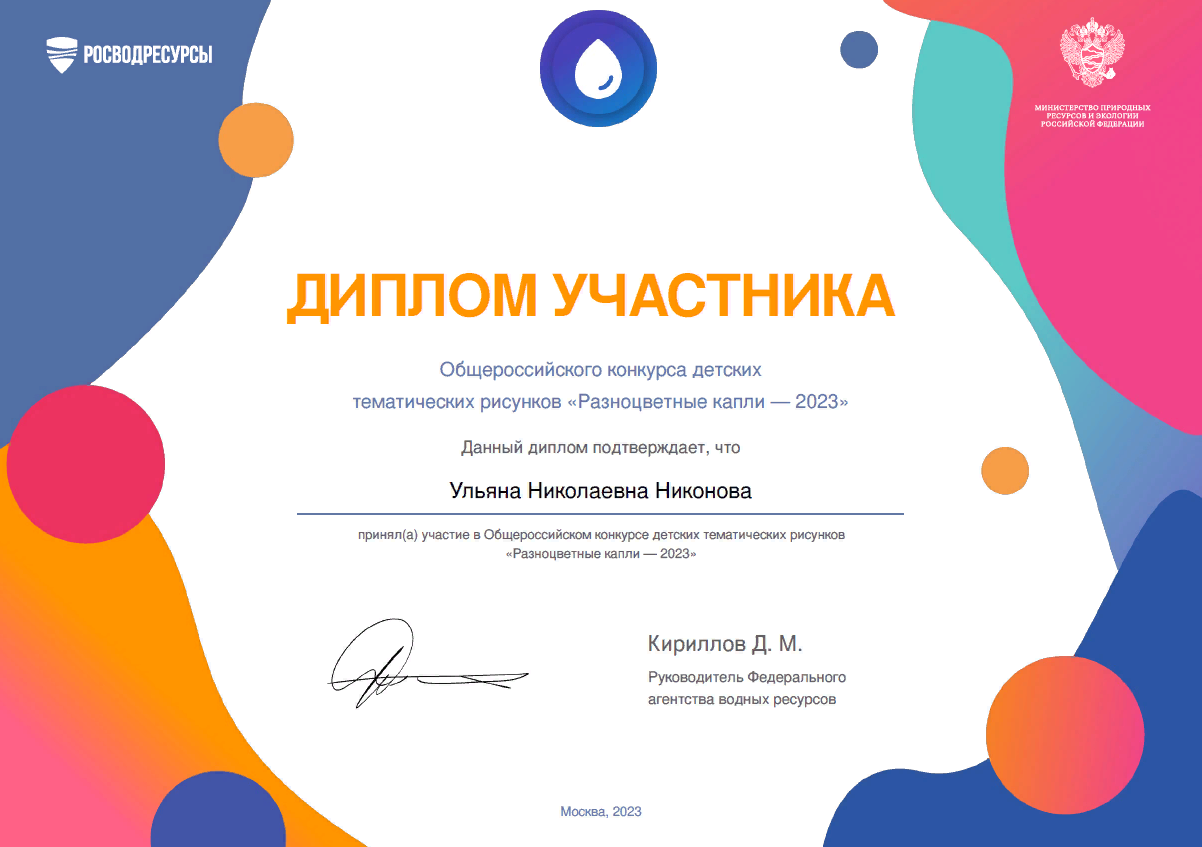 РОСВОДРЕСУРСЫ
МИНИСТЕРСТВО ПРИРОДНЫХ
РЕСУРСОВ И ЭКОЛОГИИ
РОССИЙСКОЙ ФЕДЕРАЦИИ
ДИПЛОМ УЧАСТНИКА
Общероссийского конкурса детских
тематических рисунков «Разноцветные капли — 2023»
Данный диплом подтверждает, что
Ульяна Николаевна Никонова
принял(а) участие в Общероссийском конкурсе детских тематических рисунков
«Разноцветные капли — 2023»
Кириллов Д. М.
Руководитель Федерального
агентства водных ресурсов
Москва, 2023